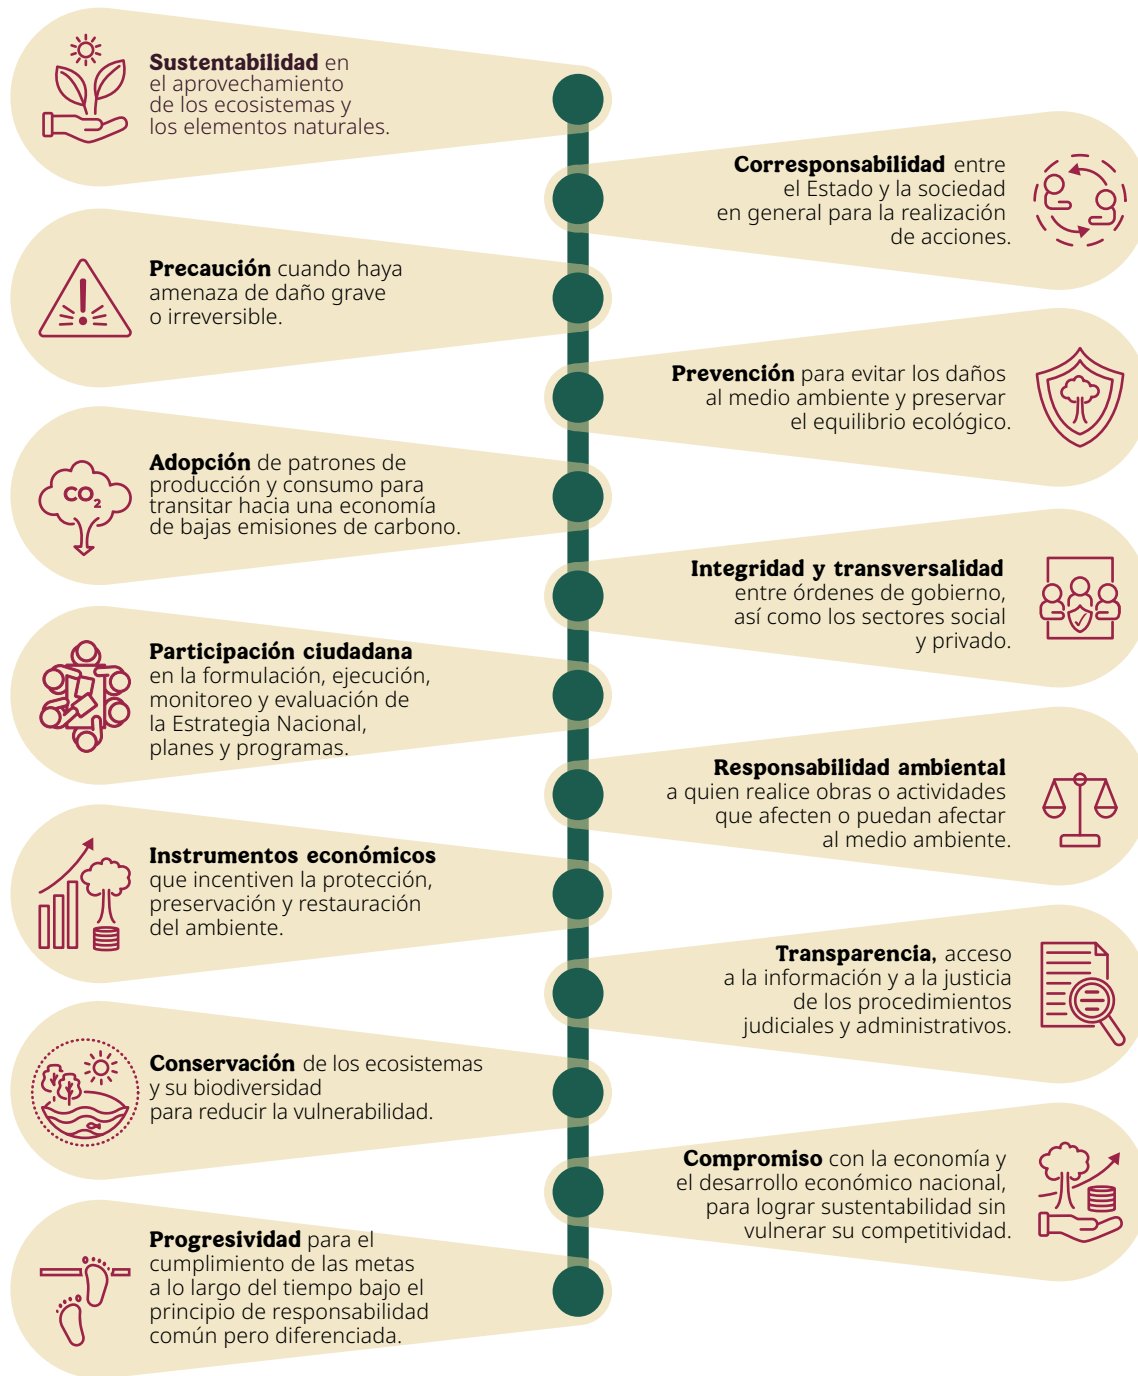 Sustentabilidad en
el aprovechamiento
de los ecosistemas y
los elementos naturales.
Corresponsabilidad entre
el Estado y la sociedad
en general para la realización
de acciones.
Precaución cuando haya
amenaza de daño grave
o irreversible.
Prevención para evitar los daños
al medio ambiente y preservar
el equilibrio ecológico.
Adopción de patrones de
producción y consumo para
transitar hacia una economía
de bajas emisiones de carbono.
CO₂
Integridad y transversalidad
entre órdenes de gobierno,
así como los sectores social
y privado.
Participación ciudadana
en la formulación, ejecución,
monitoreo y evaluación de
la Estrategia Nacional,
planes y programas.
Responsabilidad ambiental
a quien realice obras o actividades
que afecten o puedan afectar
al medio ambiente.
Instrumentos económicos
que incentiven la protección,
preservación y restauración
del ambiente.
Transparencia, acceso
a la información y a la justicia
de los procedimientos
judiciales y administrativos.
Conservación de los ecosistemas
y su biodiversidad
para reducir la vulnerabilidad.
Compromiso con la economía y
el desarrollo económico nacional,
para lograr sustentabilidad sin
vulnerar su competitividad.
Progresividad para el
cumplimiento de las metas
a lo largo del tiempo bajo el
principio de responsabilidad
común pero diferenciada.